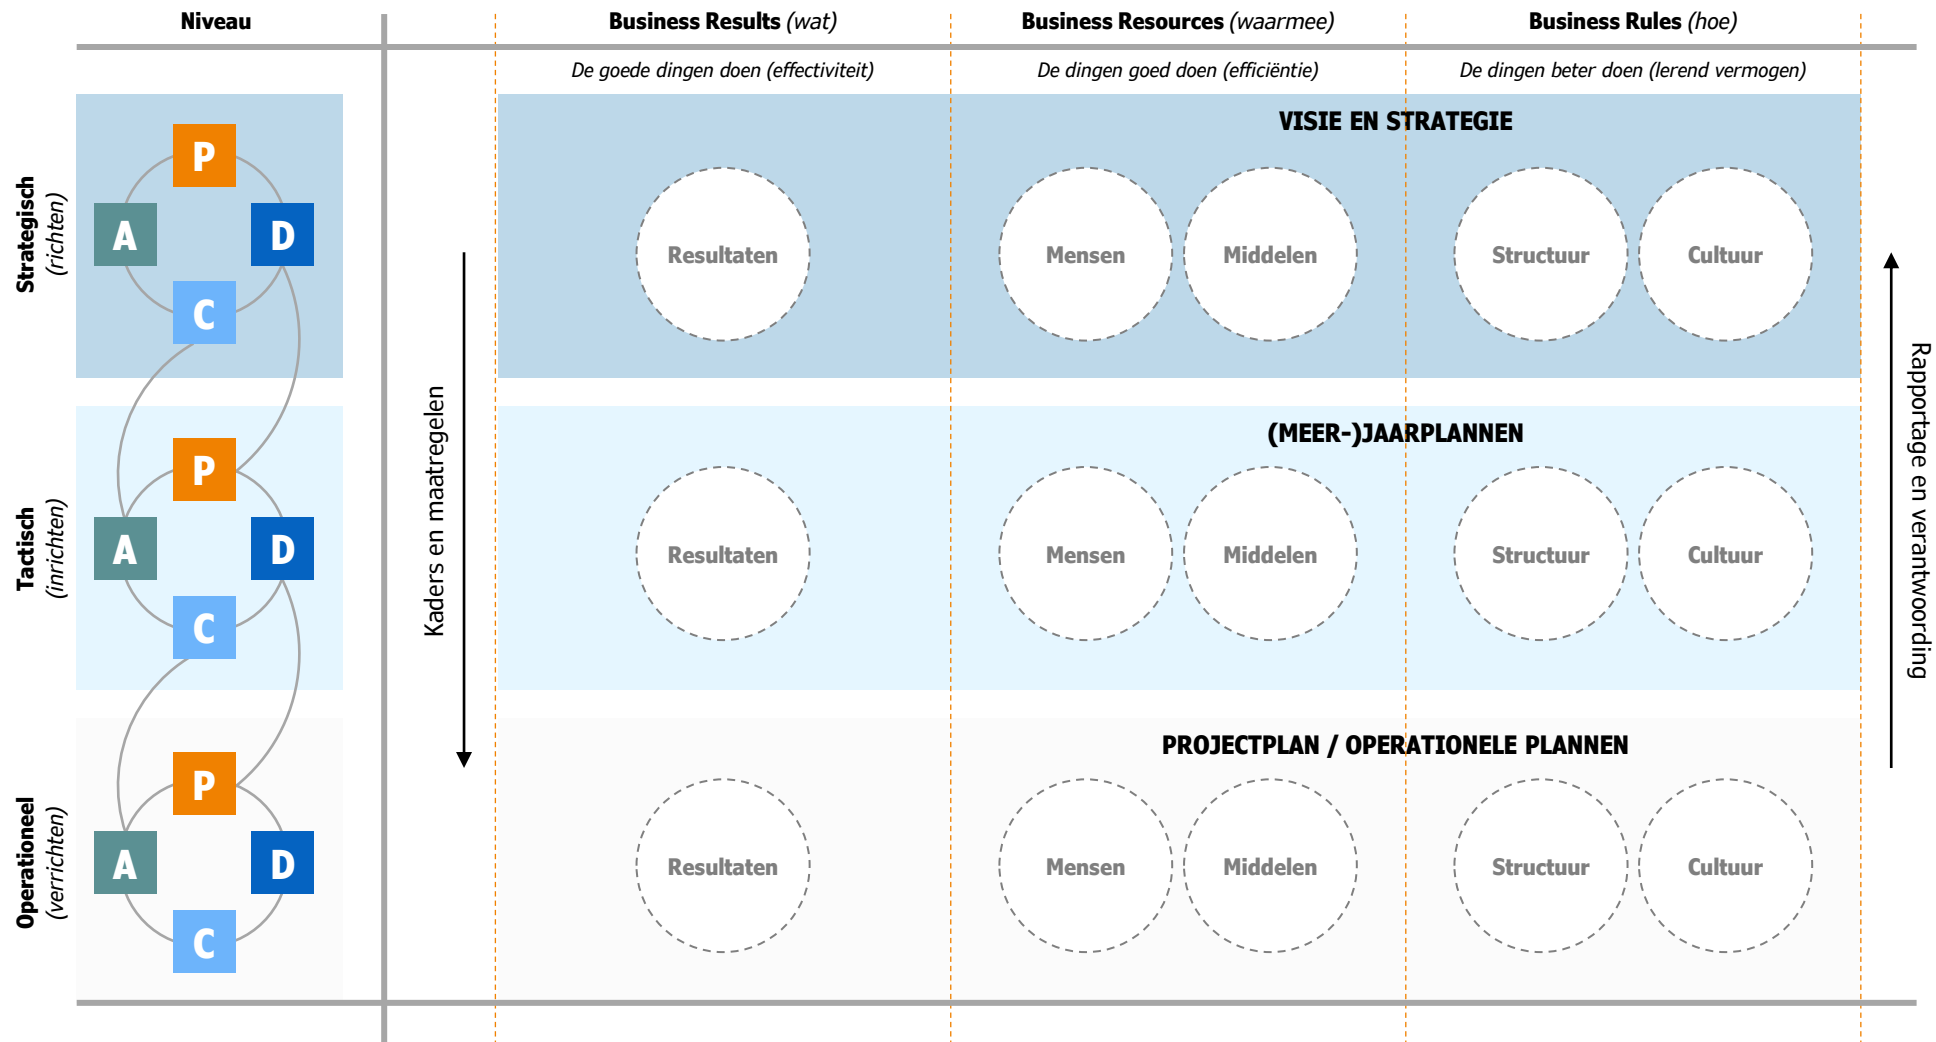 Niveau
Business Results (wat)
Business Resources (waarmee)
Business Rules (hoe)
De goede dingen doen (effectiviteit)
De dingen goed doen (efficiëntie)
De dingen beter doen (lerend vermogen)
Strategisch
(richten)
P
A
D
C
VISIE EN STRATEGIE
Resultaten
Mensen
Middelen
Structuur
Cultuur
Kaders en maatregelen
Rapportage en verantwoording
Tactisch
(inrichten)
P
A
D
C
(MEER-)JAARPLANNEN
Resultaten
Mensen
Middelen
Structuur
Cultuur
Operationeel
(verrichten)
P
A
D
C
PROJECTPLAN / OPERATIONELE PLANNEN
Resultaten
Mensen
Middelen
Structuur
Cultuur